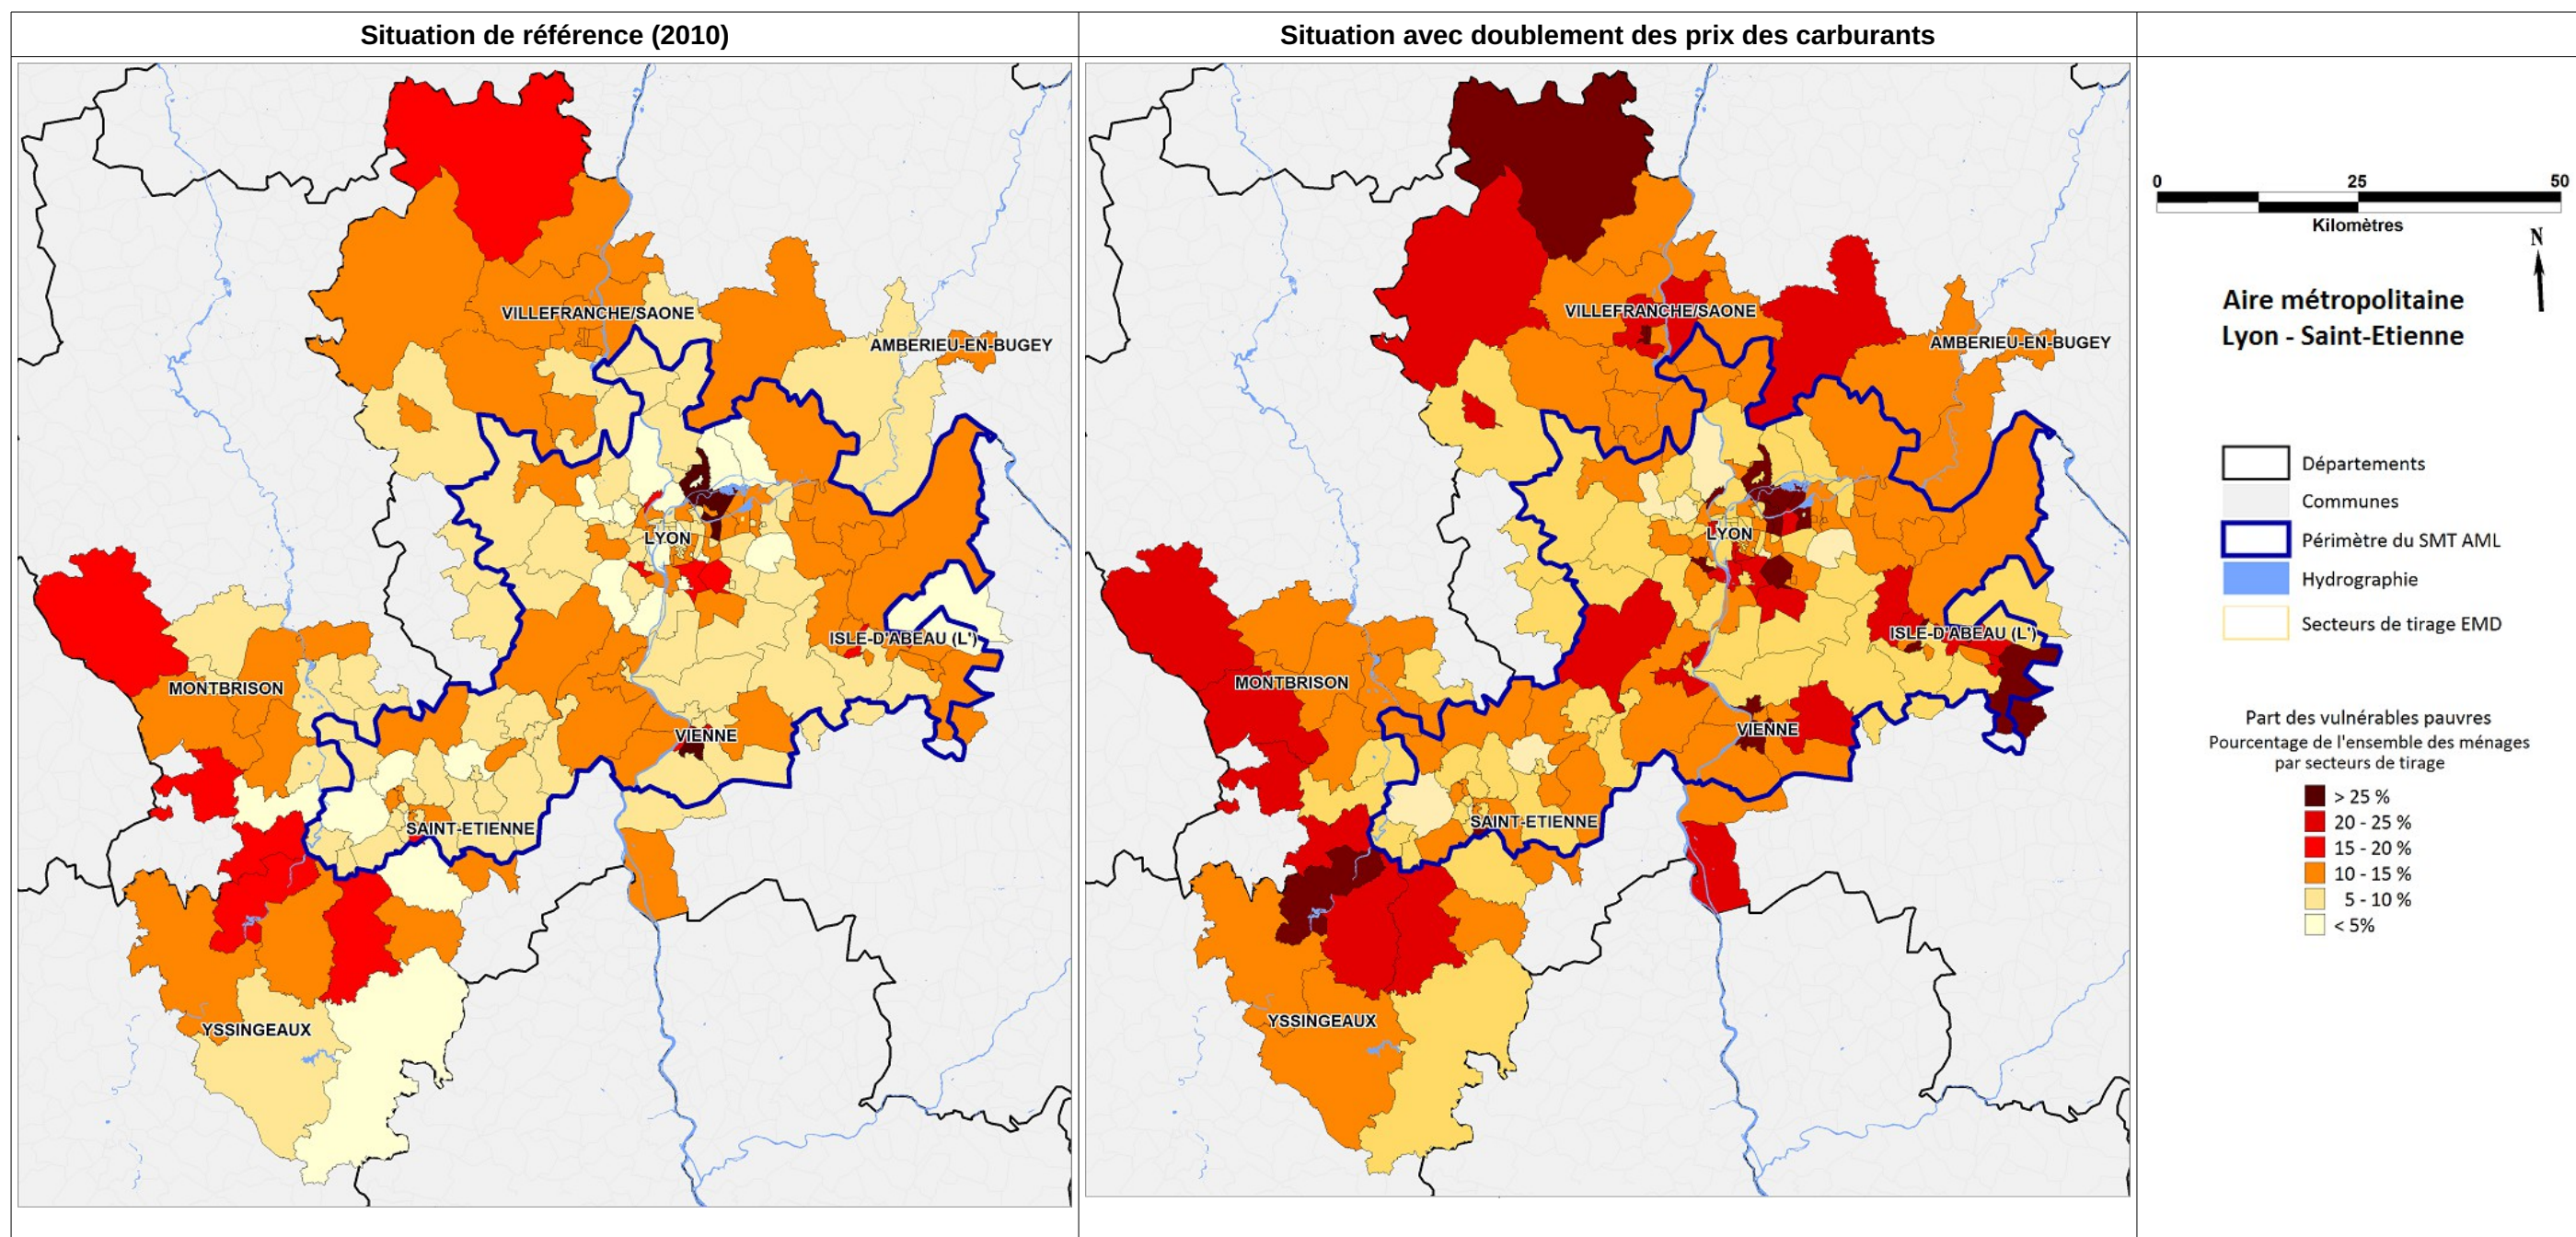 Situation de référence (2010)
Situation avec doublement des prix des carburants
VILLEFRANCHE/SAONE
AMBERIEU-EN-BUGEY
LYON
ISLE-D'ABEAU (L')
MONTBRISON
VIENNE
SAINT-ETIENNE
YSSINGEAUX
VILLEFRANCHE/SAONE
AMBERIEU-EN-BUGEY
LYON
ISLE-D'ABEAU (L')
MONTBRISON
VIENNE
SAINT-ETIENNE
YSSINGEAUX
0 25 50
Kilomètres
N
Aire métropolitaine
Lyon - Saint-Etienne
Départements
Communes
Périmètre du SMT AML
Hydrographie
Secteurs de tirage EMD
Part des vulnérables pauvres
Pourcentage de l'ensemble des ménages
par secteurs de tirage
> 25 %
20 - 25 %
15 - 20 %
10 - 15 %
5 - 10 %
< 5%